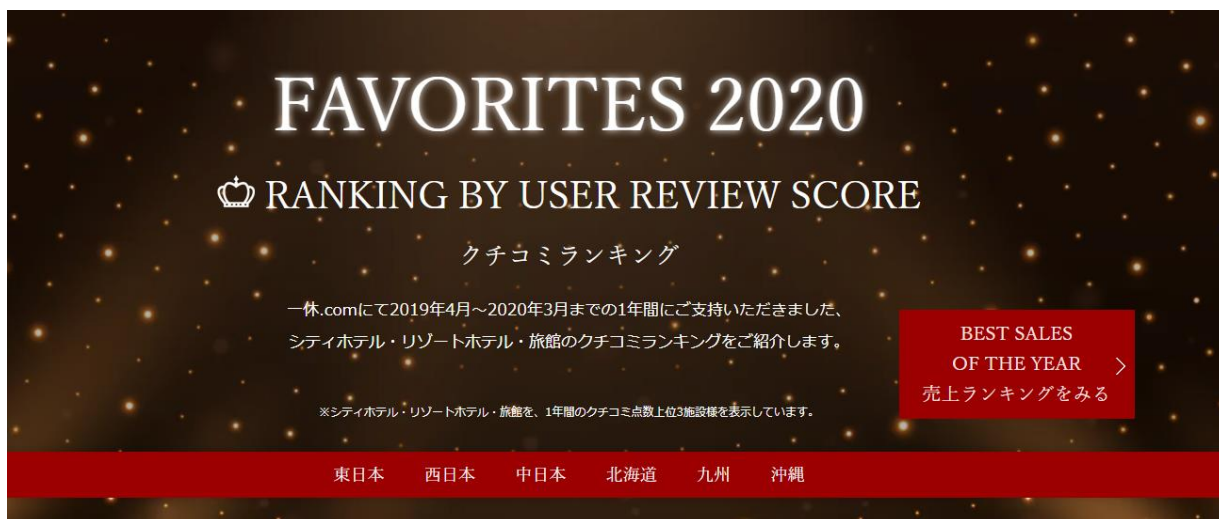 FAVORITES 2020
RANKING BY USER REVIEW SCORE
クチコミランキング
一休.comにて2019年4月～2020年3月までの1年間にご支持いただきました、
シティホテル・リゾートホテル・旅館のクチコミランキングをご紹介します。
※シティホテル・リゾートホテル・旅館を、1年間のクチコミ点数上位3施設様を表示しています。
BEST SALES
OF THE YEAR
売上ランキングをみる
東日本 西日本 中日本 北海道 九州 沖縄